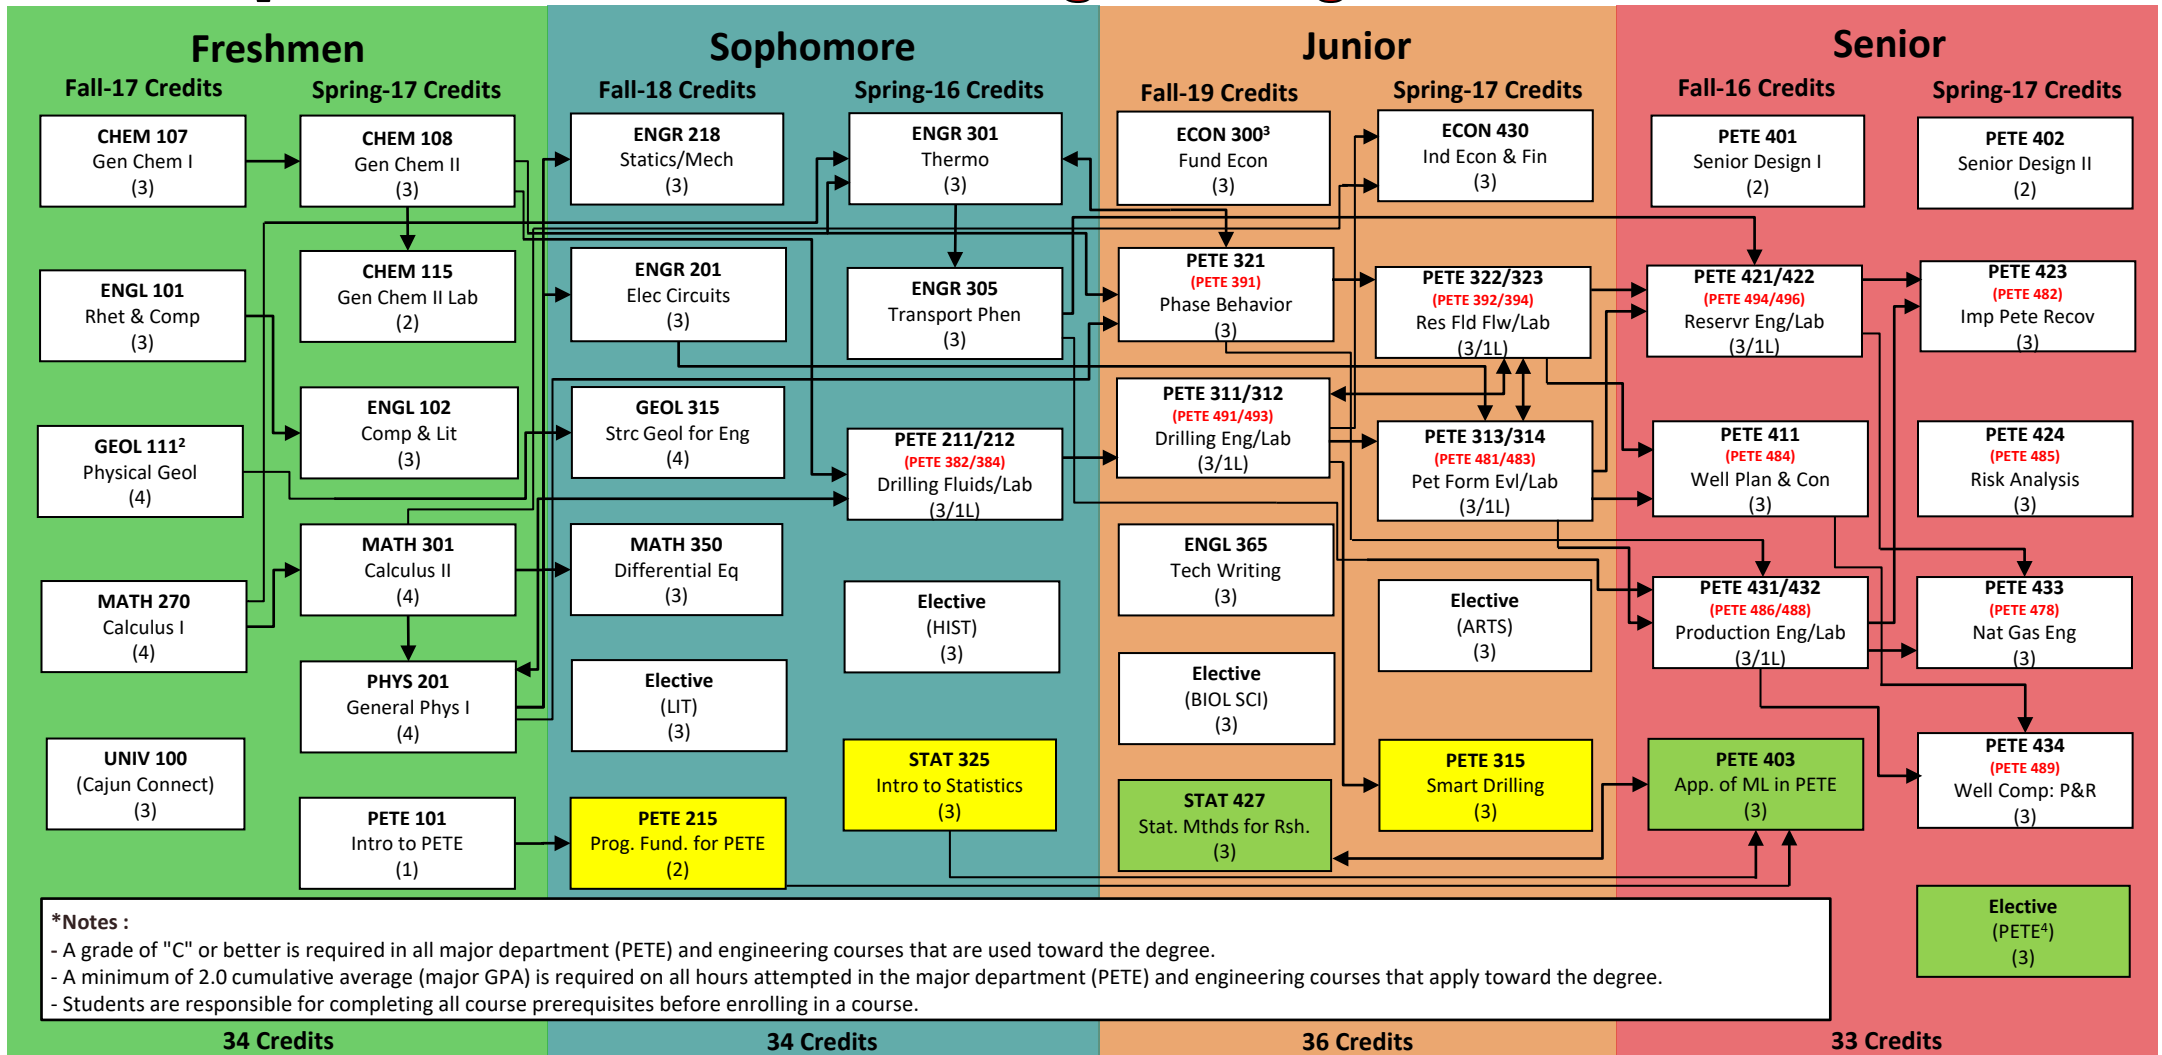 Freshmen
Sophomore
Junior
Senior
Fall-17 Credits
Spring-17 Credits
Fall-18 Credits
Spring-16 Credits
Fall-19 Credits
Spring-17 Credits
Fall-16 Credits
Spring-17 Credits
CHEM 107
Gen Chem I
(3)
ENGL 101
Rhet & Comp
(3)
GEOL 111²
Physical Geol
(4)
MATH 270
Calculus I
(4)
UNIV 100
(Cajun Connect)
(3)
CHEM 108
Gen Chem II
(3)
CHEM 115
Gen Chem II Lab
(2)
ENGL 102
Comp & Lit
(3)
MATH 301
Calculus II
(4)
PHYS 201
General Phys I
(4)
PETE 101
Intro to PETE
(1)
ENGR 218
Statics/Mech
(3)
ENGR 201
Elec Circuits
(3)
GEOL 315
Strc Geol for Eng
(4)
MATH 350
Differential Eq
(3)
Elective
(LIT)
(3)
PETE 215
Prog. Fund. for PETE
(2)
ENGR 301
Thermo
(3)
ENGR 305
Transport Phen
(3)
PETE 211/212
(PETE 382/384)
Drilling Fluids/Lab
(3/1L)
Elective
(HIST)
(3)
STAT 325
Intro to Statistics
(3)
ECON 300³
Fund Econ
(3)
PETE 321
(PETE 391)
Phase Behavior
(3)
PETE 311/312
(PETE 491/493)
Drilling Eng/Lab
(3/1L)
ENGL 365
Tech Writing
(3)
Elective
(BIOL SCI)
(3)
STAT 427
Stat. Mthds for Rsh.
(3)
ECON 430
Ind Econ & Fin
(3)
PETE 322/323
(PETE 392/394)
Res Fld Flw/Lab
(3/1L)
PETE 313/314
(PETE 481/483)
Pet Form Evl/Lab
(3/1L)
Elective
(ARTS)
(3)
PETE 315
Smart Drilling
(3)
PETE 401
Senior Design I
(2)
PETE 421/422
(PETE 494/496)
Reservr Eng/Lab
(3/1L)
PETE 411
(PETE 484)
Well Plan & Con
(3)
PETE 431/432
(PETE 486/488)
Production Eng/Lab
(3/1L)
PETE 403
App. of ML in PETE
(3)
PETE 402
Senior Design II
(2)
PETE 423
(PETE 482)
Imp Pete Recov
(3)
PETE 424
(PETE 485)
Risk Analysis
(3)
PETE 433
(PETE 478)
Nat Gas Eng
(3)
PETE 434
(PETE 489)
Well Comp: P&R
(3)
Elective
(PETE⁴)
(3)
*Notes :
- A grade of "C" or better is required in all major department (PETE) and engineering courses that are used toward the degree.
- A minimum of 2.0 cumulative average (major GPA) is required on all hours attempted in the major department (PETE) and engineering courses that apply toward the degree.
- Students are responsible for completing all course prerequisites before enrolling in a course.
34 Credits
34 Credits
36 Credits
33 Credits